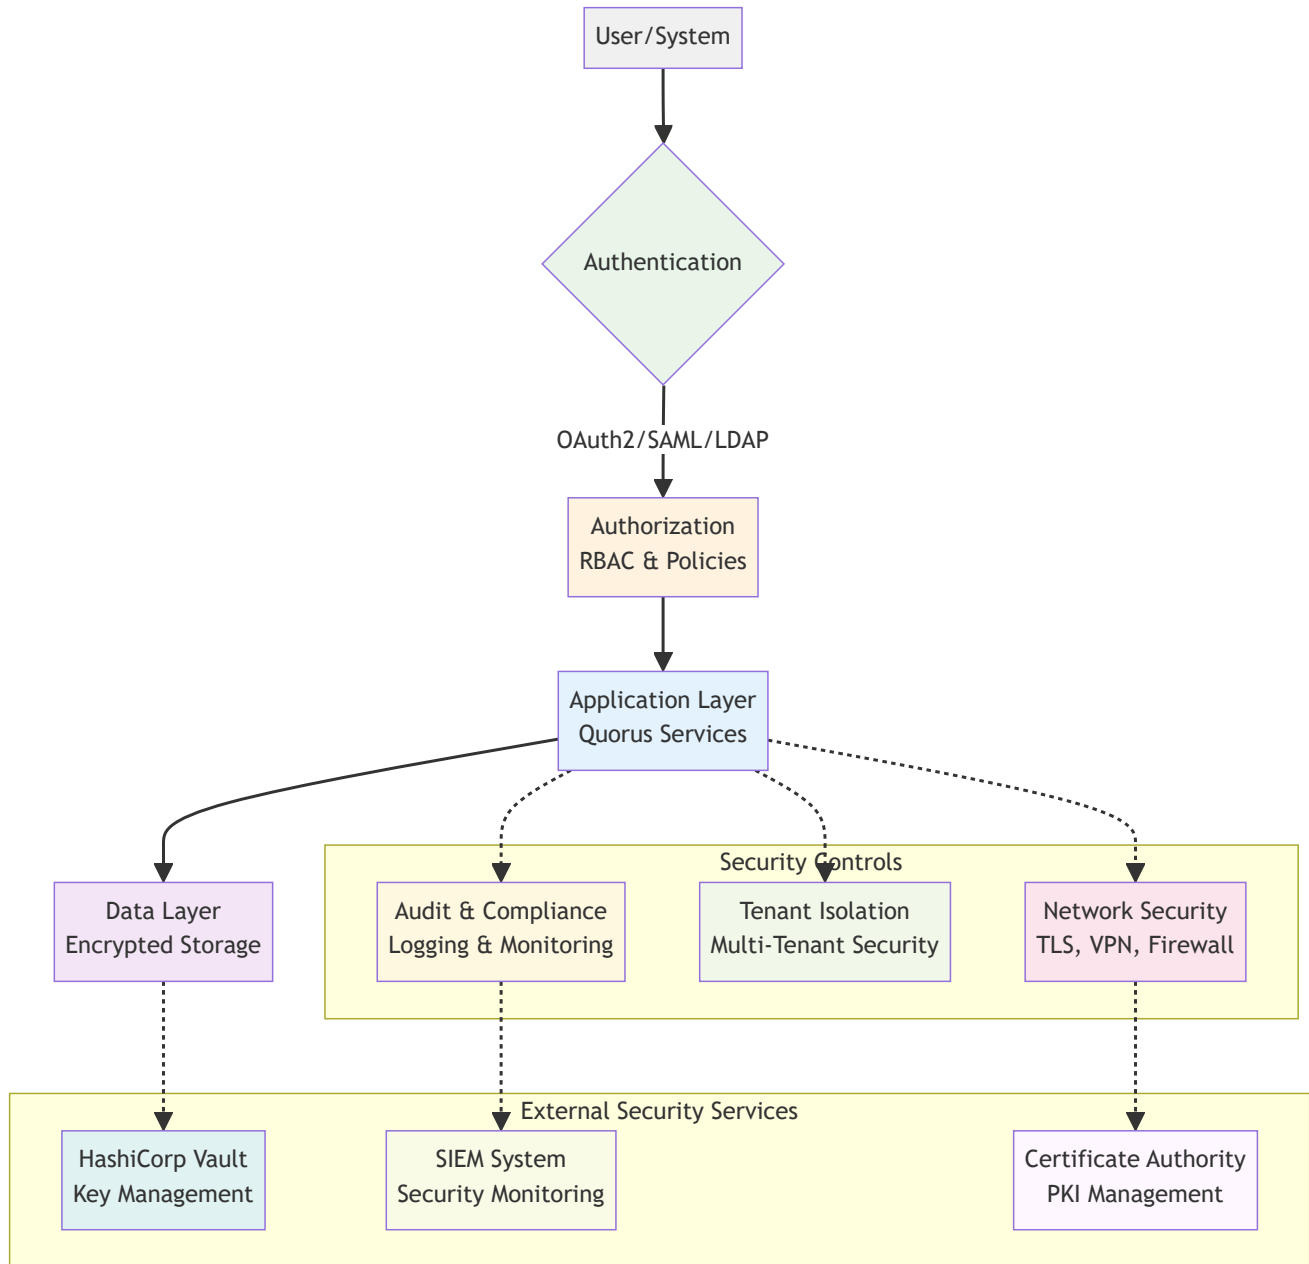 User/System
Authentication
OAuth2/SAML/LDAP
Authorization
RBAC & Policies
Application Layer
Quorus Services
Security Controls
Data Layer
Encrypted Storage
Audit & Compliance
Logging & Monitoring
Tenant Isolation
Multi-Tenant Security
Network Security
TLS, VPN, Firewall
External Security Services
HashiCorp Vault
Key Management
SIEM System
Security Monitoring
Certificate Authority
PKI Management